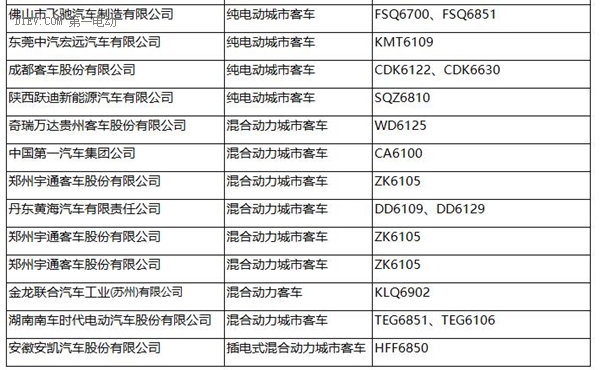 佛山市飞驰汽车制造有限公司 纯电动城市客车 FSQ6700、FSQ6851
D1EV.COM 第一电动
东莞中汽宏远汽车有限公司 纯电动城市客车 KMT6109
成都客车股份有限公司 纯电动城市客车 CDK6122、CDK6630
陕西跃迪新能源汽车有限公司 纯电动城市客车 SQZ6810
奇瑞万达贵州客车股份有限公司 混合动力城市客车 WD6125
中国第一汽车集团公司 混合动力城市客车 CA6100
郑州宇通客车股份有限公司 混合动力城市客车 ZK6105
丹东黄海汽车有限责任公司 混合动力城市客车 DD6109、DD6129
郑州宇通客车股份有限公司 混合动力城市客车 ZK6105
郑州宇通客车股份有限公司 混合动力城市客车 ZK6105
金龙联合汽车工业(苏州)有限公司 混合动力客车 KLQ6902
湖南南车时代电动汽车股份有限公司 混合动力城市客车 TEG6851、TEG6106
安徽安凯汽车股份有限公司 插电式混合动力城市客车 HFF6850